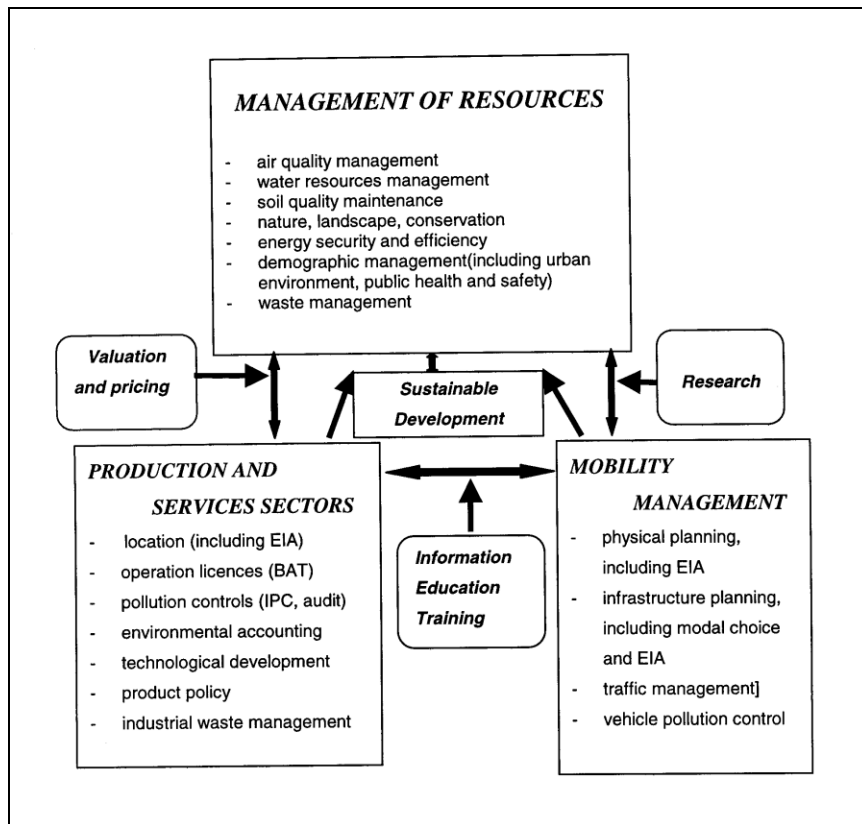 MANAGEMENT OF RESOURCES
- air quality management
- water resources management
- soil quality maintenance
- nature, landscape, conservation
- energy security and efficiency
- demographic management(including urban
environment, public health and safety)
- waste management
Valuation
and pricing
Sustainable
Development
Research
PRODUCTION AND
SERVICES SECTORS
- location (including EIA)
- operation licences (BAT)
- pollution controls (IPC, audit)
- environmental accounting
- technological development
- product policy
- industrial waste management
Information
Education
Training
MOBILITY
MANAGEMENT
- physical planning,
including EIA
- infrastructure planning,
including modal choice
and EIA
- traffic management]
- vehicle pollution control